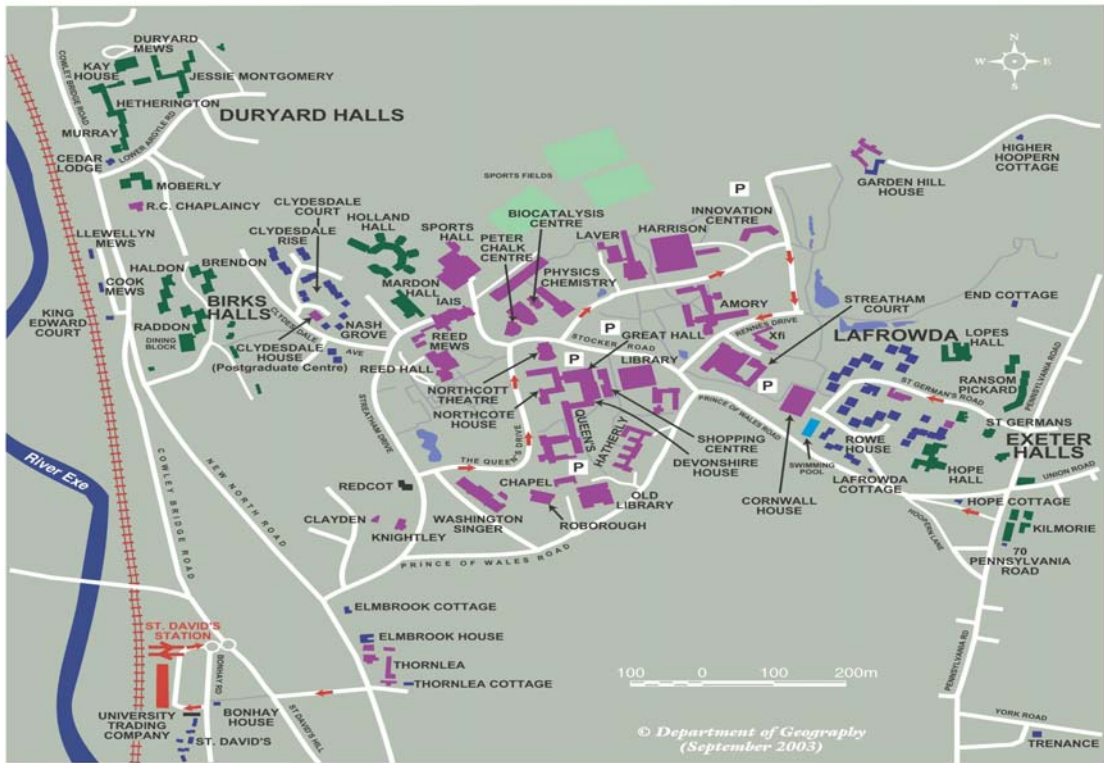 DURYARD
MEWS
KAY
HOUSE
JESSIE MONTGOMERY
HETHERINGTON
DURYARD HALLS
MURRAY
COWLEY BRIDGE ROAD
LOWER ARGYLE RD
CEDAR
LODGE
MOBERLY
R.C. CHAPLAINCY
LLEWELLYN
MEWS
HALDON
BRENDON
COOK
MEWS
BIRKS
HALLS
KING
EDWARD
COURT
RADDON
DINING
BLOCK
CLYDESDALE
COURT
CLYDESDALE
RISE
HOLLAND
HALL
MARDON
HALL
NASH
GROVE
CLYDESDALE
AVE
CLYDESDALE
HOUSE
(Postgraduate Centre)
SPORTS
HALL
IAIS
REED
MEWS
REED HALL
SPORTS FIELDS
BIOCATALYSIS
CENTRE
PETER
CHALK
CENTRE
LAVER
HARRISON
PHYSICS
CHEMISTRY
INNOVATION
CENTRE
P
N
W
E
S
HIGHER
HOOPERN
COTTAGE
GARDEN HILL
HOUSE
AMORY
STREATHAM
COURT
RENNES DRIVE
Xfi
END COTTAGE
LAFROWDA
LOPES
HALL
PENNSYLVANIA ROAD
RANSOM
PICKARD
ST GERMAN'S ROAD
ST GERMANS
EXETER
HALLS
UNION ROAD
ROWE
HOUSE
HOPE
HALL
LAFROWDA
COTTAGE
SWIMMING
POOL
CORNWALL
HOUSE
HOPE COTTAGE
HOOPERN LANE
KILMORIE
70
PENNSYLVANIA
ROAD
P
STOCKER ROAD
P
GREAT HALL
LIBRARY
P
PRINCE OF WALES ROAD
NORTHCOTT
THEATRE
NORTHCOTE
HOUSE
QUEEN'S
HATHERLY
SHOPPING
CENTRE
DEVONSHIRE
HOUSE
THE QUEEN'S DRIVE
STREATHAM DRIVE
P
CHAPEL
OLD
LIBRARY
REDCOT
CLAYDEN
KNIGHTLEY
WASHINGTON
SINGER
ROBOROUGH
PRINCE OF WALES ROAD
River Exe
COWLEY BRIDGE ROAD
NEW NORTH ROAD
ELMBROOK COTTAGE
ELMBROOK HOUSE
THORNLEA
THORNLEA COTTAGE
ST. DAVID'S
STATION
BONHAY RD
UNIVERSITY
TRADING
COMPANY
BONHAY
HOUSE
ST DAVID'S HILL
ST. DAVID'S
100
0
100
200m
PENNSYLVANIA RD
YORK ROAD
TRENANCE
© Department of Geography
(September 2003)